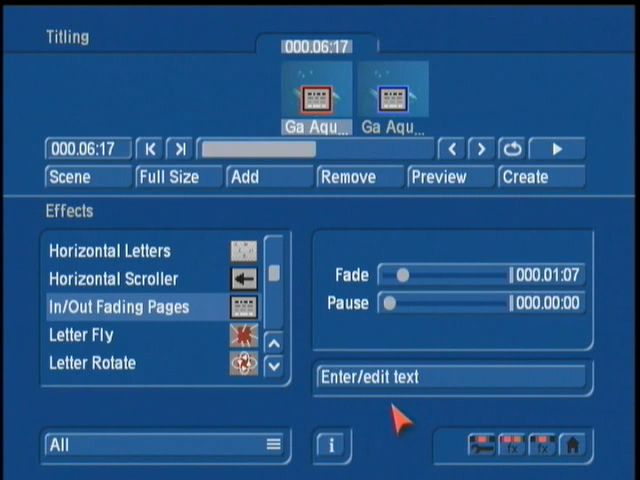 Titling
000.06:17
Ga Aqu... Ga Aqu...
000.06:17
Scene Full Size Add Remove Preview Create
Effects
Horizontal Letters
Horizontal Scroller
In/Out Fading Pages
Letter Fly
Letter Rotate
Fade 000.01:07
Pause 000.00:00
Enter/edit text
All
i
fx fx